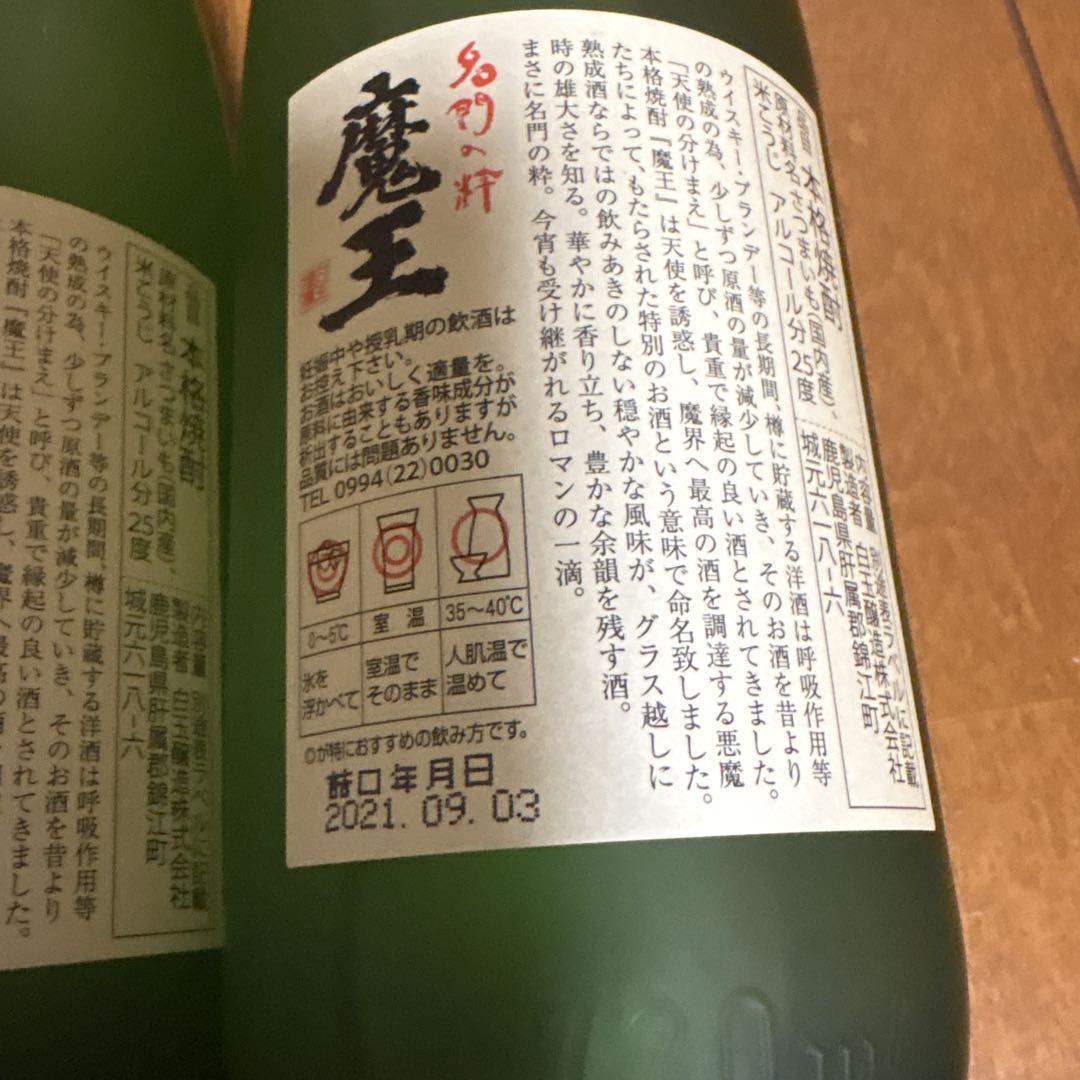 品目 本格焼酎
原材料名 さつまいも(国内産)、
米こうじ アルコール分25度
内容量 別途表ラベルに記載
製造者 白玉醸造株式会社
鹿児島県肝属郡錦江町
城元六一八-六
ウイスキー・ブランデー等の長期間、樽に貯蔵する洋酒は呼吸作用等
の熟成の為、少しずつ原酒の量が減少していき、そのお酒を昔より
「天使の分けまえ」と呼び、貴重で縁起の良い酒とされてきました。
本格焼酎『魔王』は天使を誘惑し、魔界へ最高の酒を調達する悪魔
たちによって、もたらされた特別のお酒という意味で命名致しました。
熟成酒ならではの飲みあきのしない穏やかな風味が、グラス越しに
時の雄大さを知る。華やかに香り立ち、豊かな余韻を残す酒。
まさに名門の粋。今宵も受け継がれるロマンの一滴。
名門の粋
魔王
妊娠中や授乳期の飲酒は
お控え下さい。
お酒はおいしく適量を。
原料由来する香味成分が
新出することもありますが
品質には問題ありません。
TEL 0994(22)0030
0〜5℃
室温
35〜40℃
氷を
浮かべて
室温で
そのまま
人肌温で
温めて
◎が特におすすめの飲み方です。
詰口年月日
2021.09.03
品目 本格焼酎
原材料名 さつまいも(国内産)、
米こうじ アルコール分25度
内容量 別途表ラベルに記載
製造者 白玉醸造株式会社
鹿児島県肝属郡錦江町
城元六一八-六
ウイスキー・ブランデー等の長期間、樽に貯蔵する洋酒は呼吸作用等
の熟成の為、少しずつ原酒の量が減少していき、そのお酒を昔より
「天使の分けまえ」と呼び、貴重で縁起の良い酒とされてきました。
本格焼酎『魔王』は天使を誘惑し、魔界へ最高の酒